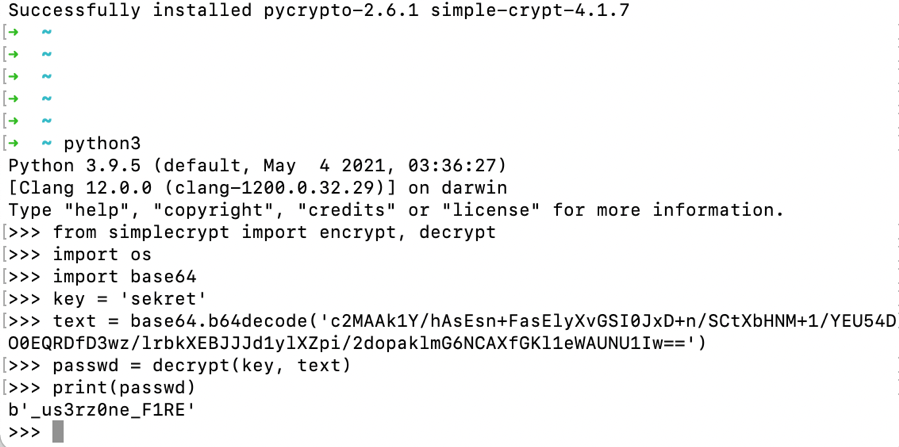 Successfully installed pycrypto-2.6.1 simple-crypt-4.1.7
[→ ~
[→ ~
[→ ~
[→ ~
[→ ~
[→ ~ python3
Python 3.9.5 (default, May  4 2021, 03:36:27)
[Clang 12.0.0 (clang-1200.0.32.29)] on darwin
Type "help", "copyright", "credits" or "license" for more information.
[>>> from simplecrypt import encrypt, decrypt
[>>> import os
[>>> import base64
[>>> key = 'sekret'
[>>> text = base64.b64decode('c2MAAk1Y/hAsEsn+FasElyXvGSI0JxD+n/SCtXbHNM+1/YEU54D
O0EQRDfD3wz/lrbkXEBJJJd1ylXZpi/2dopaklmG6NCAXfGKl1eWAUNU1Iw==')
[>>> passwd = decrypt(key, text)
[>>> print(passwd)
b'_us3rz0ne_F1RE'
>>>